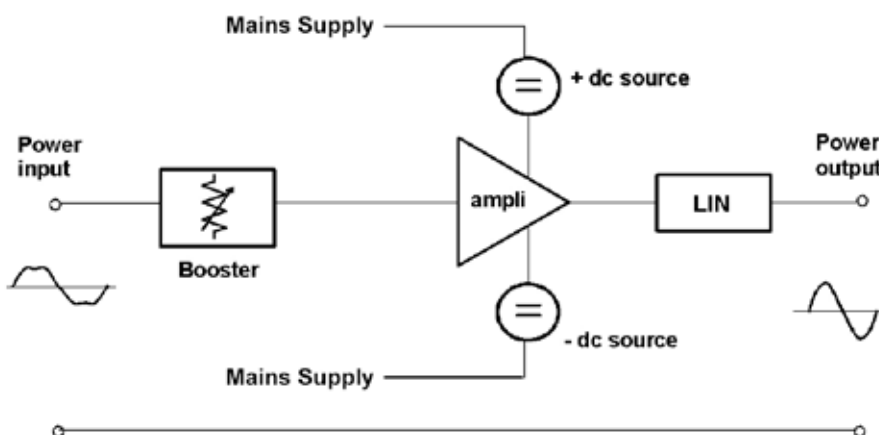 Mains Supply
+ dc source
Power
input
Power
output
ampli
LIN
Booster
- dc source
Mains Supply